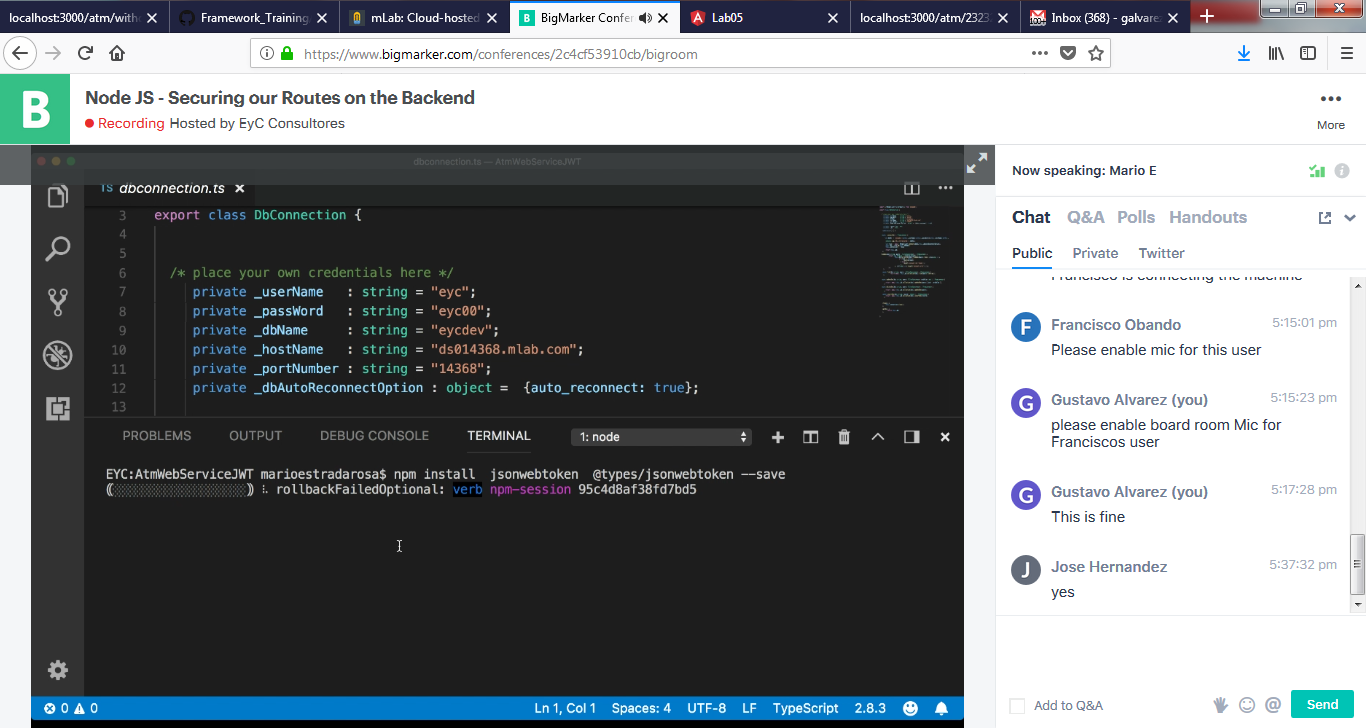 localhost:3000/atm/with
Framework_Training
mLab: Cloud-hosted
BigMarker Confer
Lab05
localhost:3000/atm/2323
Inbox (368) - galvare
https://www.bigmarker.com/conferences/2c4cf53910cb/bigroom
B
Node JS - Securing our Routes on the Backend
Recording Hosted by EyC Consultores
More
dbconnection.ts — AtmWebServiceJWT
TS dbconnection.ts
3 export class DbConnection {
4
5
6 /* place your own credentials here */
7 private _userName : string = "eyc";
8 private _passWord : string = "eyc00";
9 private _dbName : string = "eycdev";
10 private _hostName : string = "ds014368.mlab.com";
11 private _portNumber : string = "14368";
12 private _dbAutoReconnectOption : object = {auto_reconnect: true};
13
PROBLEMS OUTPUT DEBUG CONSOLE TERMINAL 1: node
EYC:AtmWebServiceJWT marioestradarosa$ npm install jsonwebtoken @types/jsonwebtoken --save
rollbackFailedOptional: verb npm-session 95c4d8af38fd7bd5
0 0 Ln 1, Col 1 Spaces: 4 UTF-8 LF TypeScript 2.8.3
Now speaking: Mario E
Chat Q&A Polls Handouts
Public Private Twitter
Francisco is connecting the machine
F Francisco Obando 5:15:01 pm
Please enable mic for this user
G Gustavo Alvarez (you) 5:15:23 pm
please enable board room Mic for
Franciscos user
G Gustavo Alvarez (you) 5:17:28 pm
This is fine
J Jose Hernandez 5:37:32 pm
yes
Add to Q&A
Send